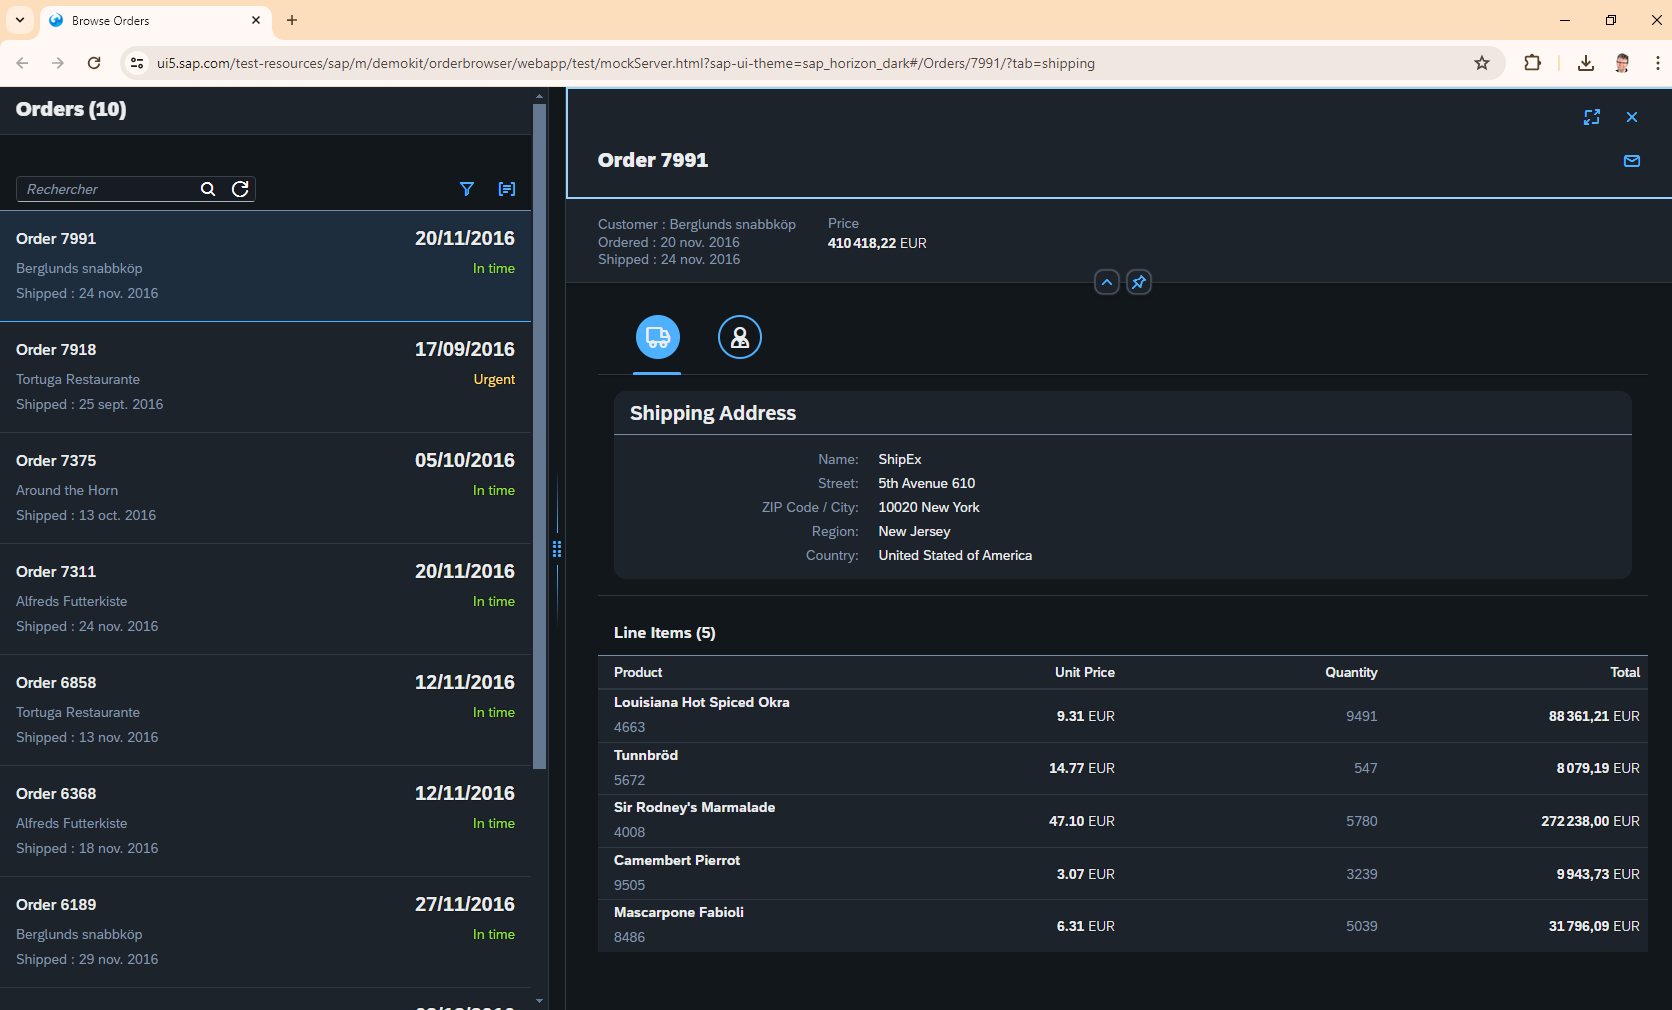 Browse Orders
ui5.sap.com/test-resources/sap/m/demokit/orderbrowser/webapp/test/mockServer.html?sap-ui-theme=sap_horizon_dark#/Orders/7991/?tab=shipping
Orders (10)
Rechercher
Order 7991 20/11/2016
Berglunds snabbköp In time
Shipped : 24 nov. 2016
Order 7918 17/09/2016
Tortuga Restaurante Urgent
Shipped : 25 sept. 2016
Order 7375 05/10/2016
Around the Horn In time
Shipped : 13 oct. 2016
Order 7311 20/11/2016
Alfreds Futterkiste In time
Shipped : 24 nov. 2016
Order 6858 12/11/2016
Tortuga Restaurante In time
Shipped : 13 nov. 2016
Order 6368 12/11/2016
Alfreds Futterkiste In time
Shipped : 18 nov. 2016
Order 6189 27/11/2016
Berglunds snabbköp In time
Shipped : 29 nov. 2016
Order 7991
Customer : Berglunds snabbköp
Ordered : 20 nov. 2016
Shipped : 24 nov. 2016
Price
410 418,22 EUR
Shipping Address
Name: ShipEx
Street: 5th Avenue 610
ZIP Code / City: 10020 New York
Region: New Jersey
Country: United Stated of America
Line Items (5)
Product Unit Price Quantity Total
Louisiana Hot Spiced Okra
4663 9.31 EUR 9491 88 361,21 EUR
Tunnbröd
5672 14.77 EUR 547 8 079,19 EUR
Sir Rodney's Marmalade
4008 47.10 EUR 5780 272 238,00 EUR
Camembert Pierrot
9505 3.07 EUR 3239 9 943,73 EUR
Mascarpone Fabioli
8486 6.31 EUR 5039 31 796,09 EUR